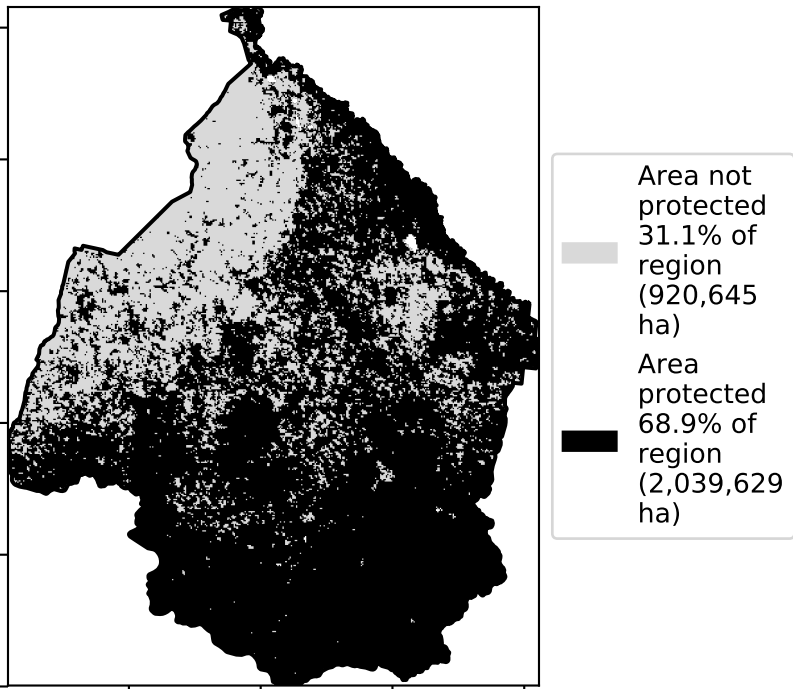 Area not
protected
31.1% of
region
(920,645
ha)
Area
protected
68.9% of
region
(2,039,629
ha)